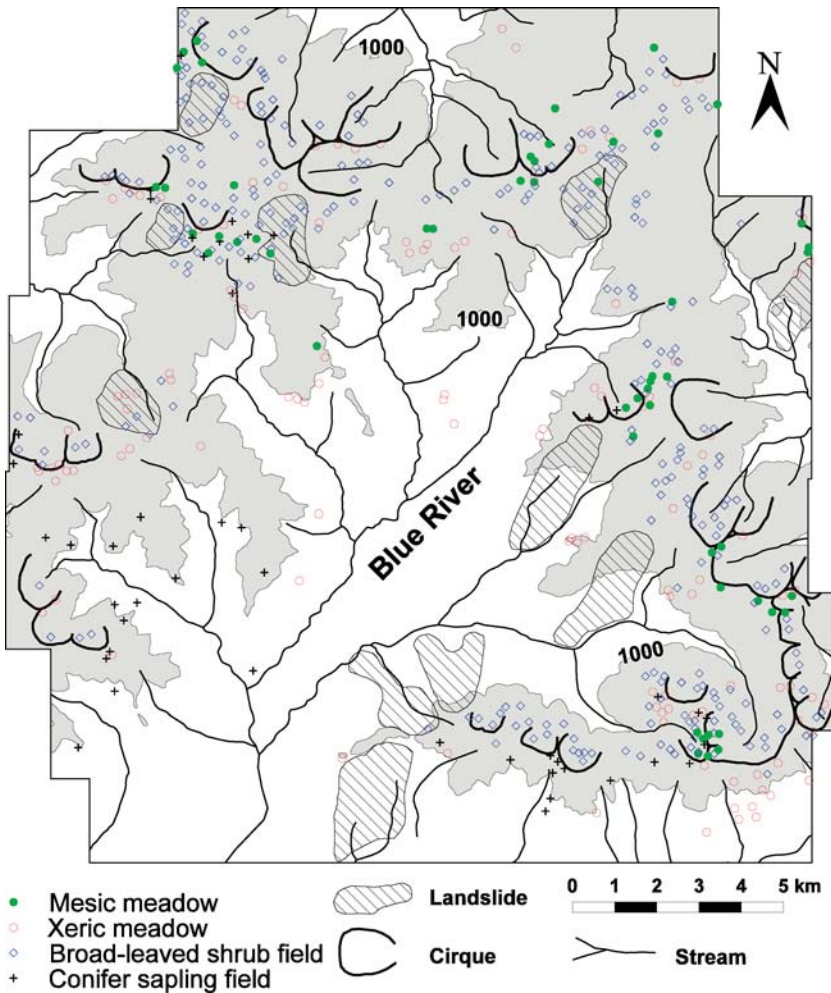 1000
N
1000
Blue River
1000
Mesic meadow
Xeric meadow
Broad-leaved shrub field
Conifer sapling field
Landslide
Cirque
0 1 2 3 4 5 km
Stream